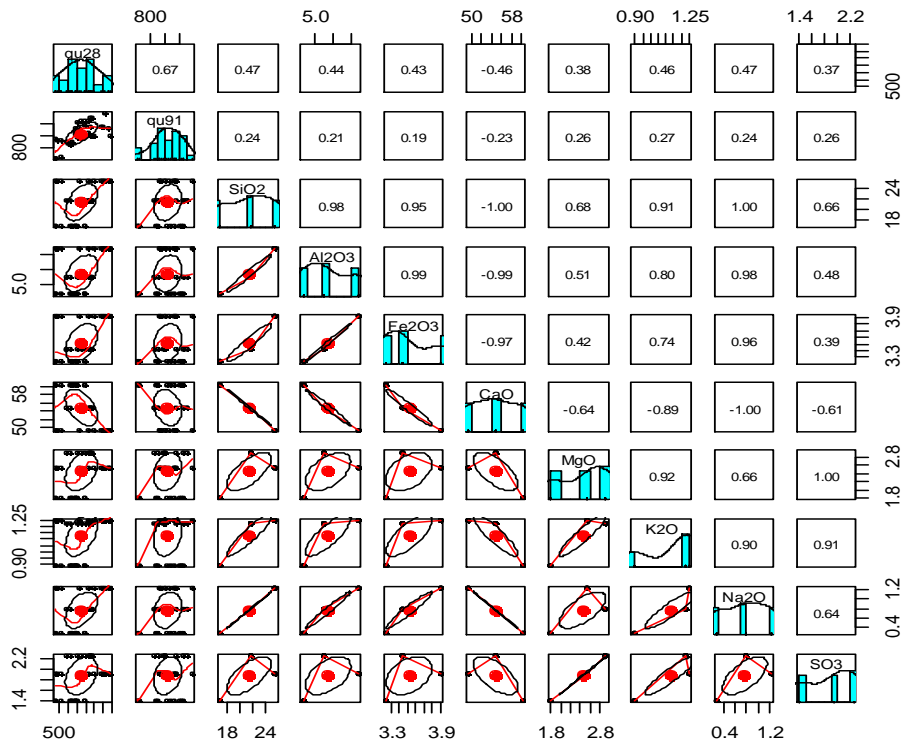 800 5.0 50 58 0.90 1.25 1.4 2.2
qu28 0.67 0.47 0.44 0.43 -0.46 0.38 0.46 0.47 0.37 500
800 qu91 0.24 0.21 0.19 -0.23 0.26 0.27 0.24 0.26
SiO2 0.98 0.95 -1.00 0.68 0.91 1.00 0.66 18 24
5.0 Al2O3 0.99 -0.99 0.51 0.80 0.98 0.48
Fe2O3 -0.97 0.42 0.74 0.96 0.39 3.3 3.9
50 58 CaO -0.64 -0.89 -1.00 -0.61
MgO 0.92 0.66 1.00 1.8 2.8
0.90 1.25 K2O 0.90 0.91
Na2O 0.64 0.4 1.2
1.4 2.2 SO3
500 18 24 3.3 3.9 1.8 2.8 0.4 1.2